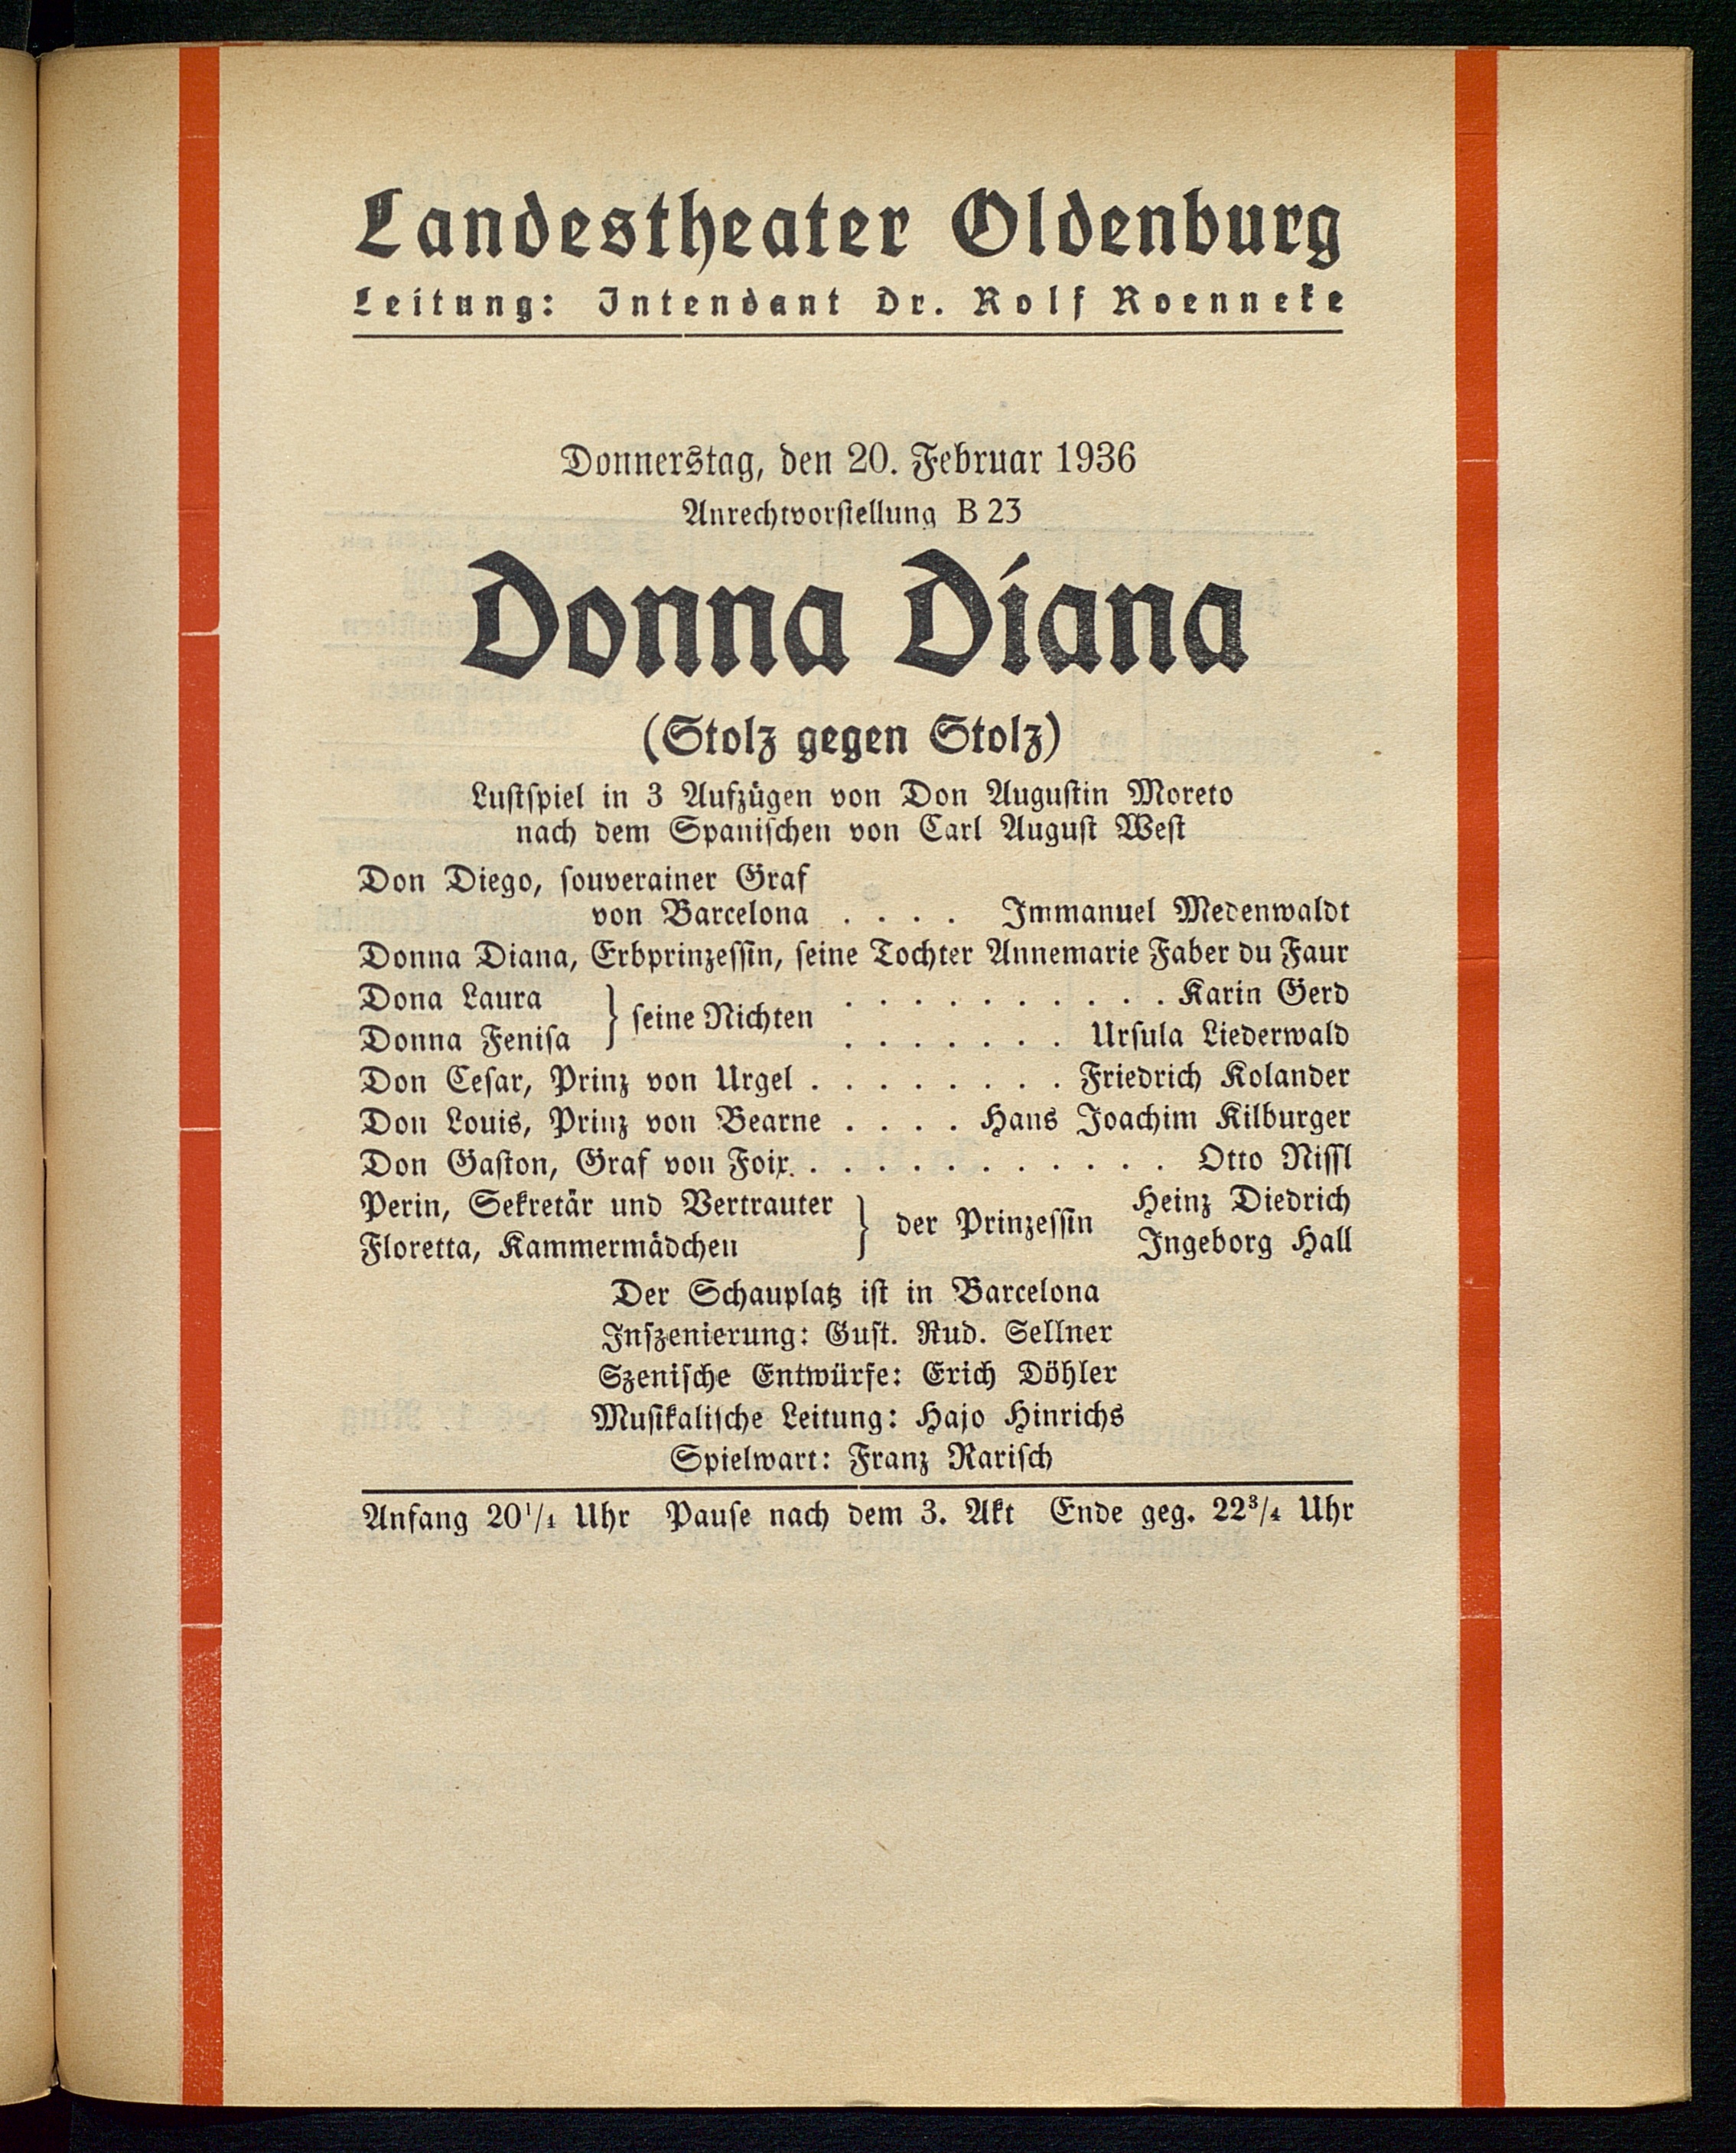 Landestheater Oldenburg
Leitung: Intendant Dr. Rolf Roenneke
Donnerstag, den 20. Februar 1936
Anrechtvorstellung B 23
Donna Diana
(Stolz gegen Stolz)
Lustspiel in 3 Aufzügen von Don Augustin Moreto
nach dem Spanischen von Carl August West
Don Diego, souverainer Graf
von Barcelona . . . . Immanuel Medenwaldt
Donna Diana, Erbprinzessin, seine Tochter Annemarie Faber du Faur
Dona Laura } seine Nichten . . . . . . . . . . Karin Gerd
Donna Fenisa } . . . . . . . Ursula Liederwald
Don Cesar, Prinz von Urgel . . . . . . . . Friedrich Kolander
Don Louis, Prinz von Bearne . . . . Hans Joachim Kilburger
Don Gaston, Graf von Foix. . . . . . . . . . . . Otto Nissl
Perin, Sekretär und Vertrauter } der Prinzessin Heinz Diedrich
Floretta, Kammermädchen } Ingeborg Hall
Der Schauplatz ist in Barcelona
Inszenierung: Gust. Rud. Sellner
Szenische Entwürfe: Erich Döhler
Musikalische Leitung: Hajo Hinrichs
Spielwart: Franz Rarisch
Anfang 20¹/₄ Uhr Pause nach dem 3. Akt Ende geg. 22³/₄ Uhr